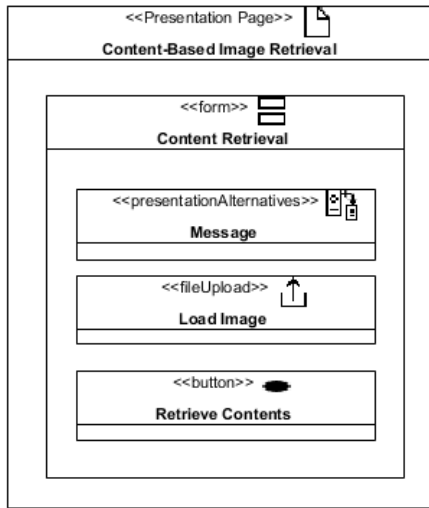 <<Presentation Page>>
Content-Based Image Retrieval
<<form>>
Content Retrieval
<<presentationAlternatives>>
Message
<<fileUpload>>
Load Image
<<button>>
Retrieve Contents